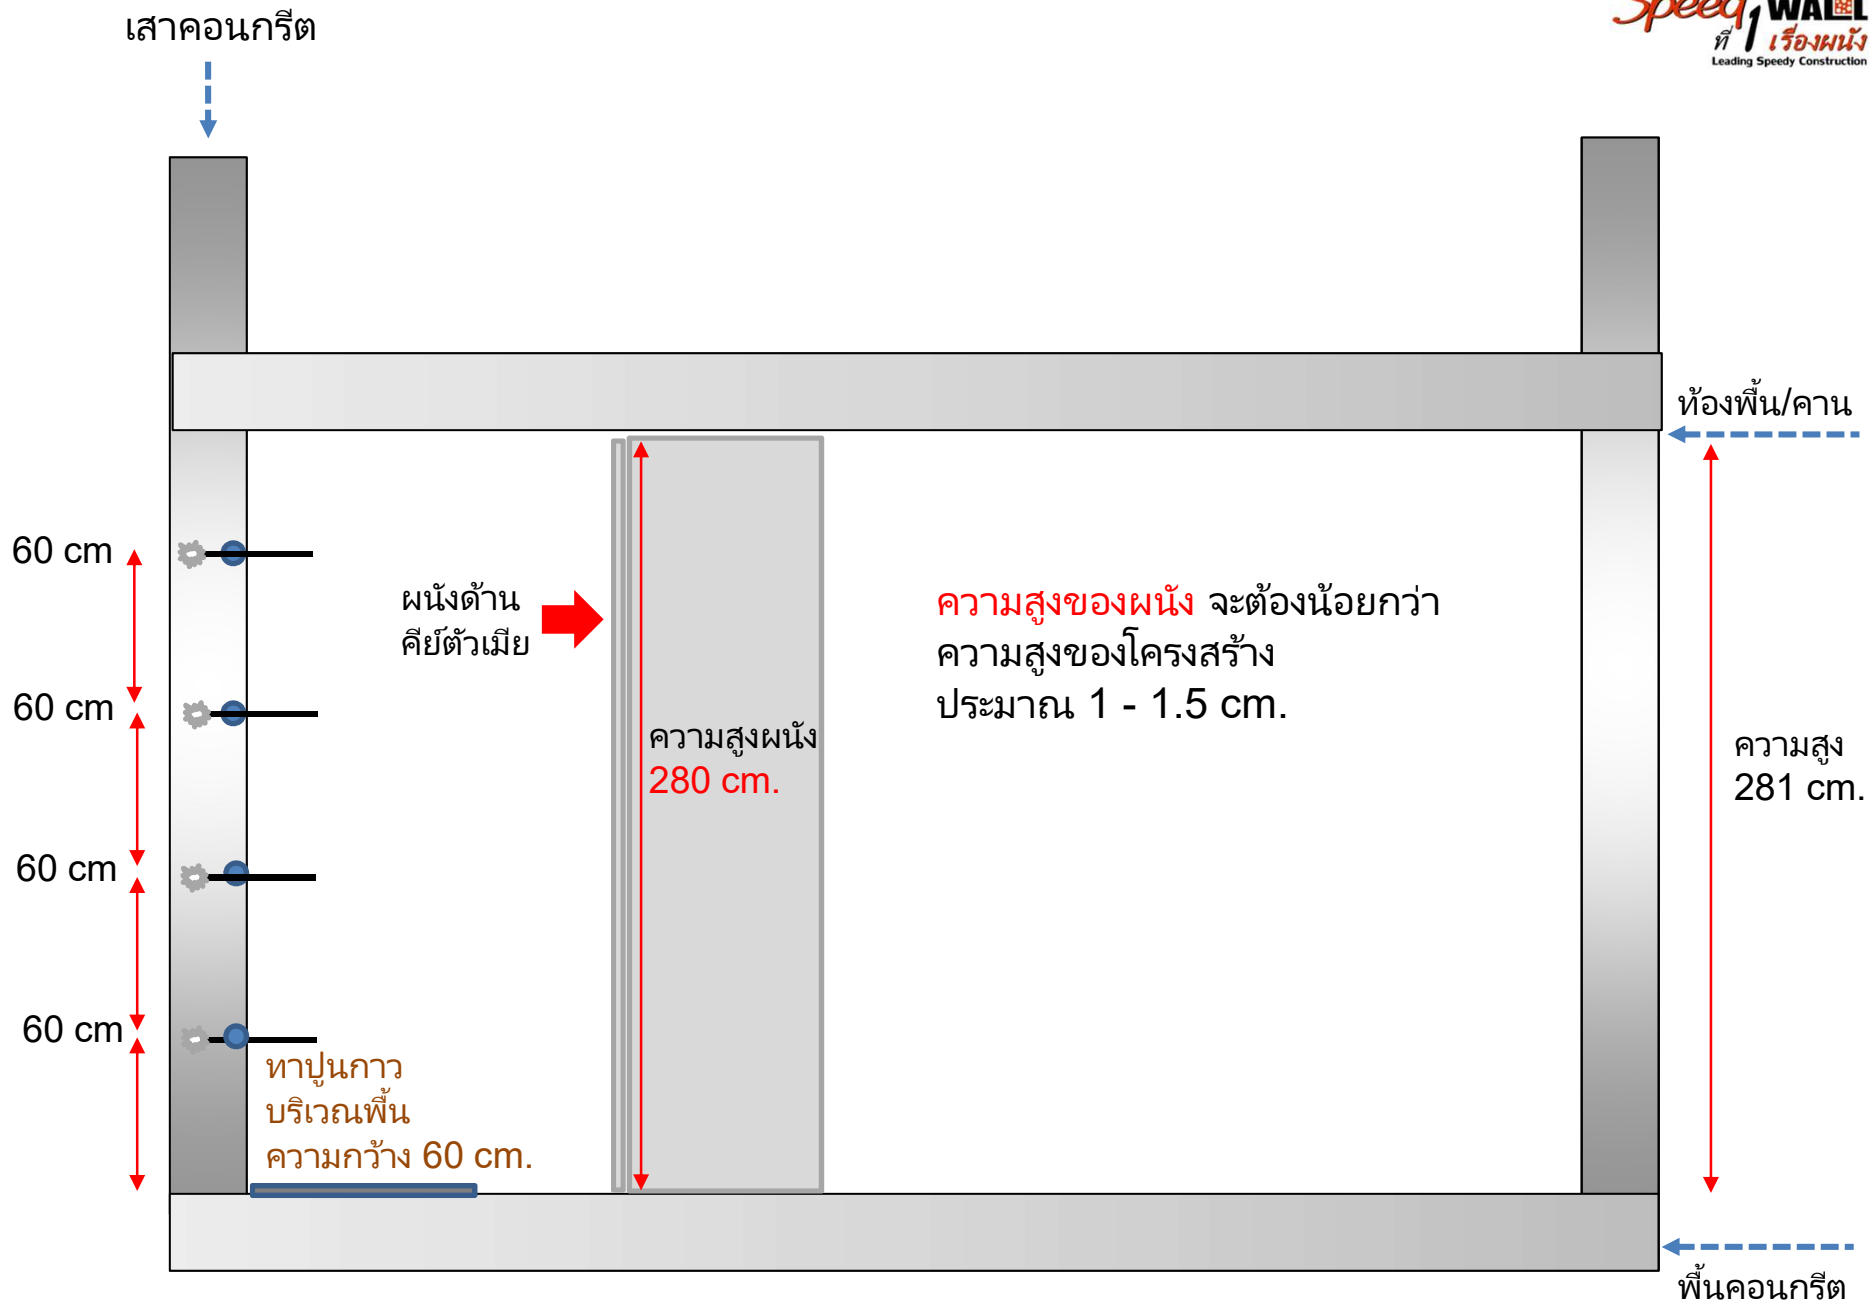 เสาคอนกรีต
Speed WALL
ที่ 1 เรื่องผนัง
Leading Speedy Construction
ท้องพื้น/คาน
60 cm
ผนังด้าน
คีย์ตัวเมีย
ความสูงของผนัง จะต้องน้อยกว่า
ความสูงของโครงสร้าง
ประมาณ 1 - 1.5 cm.
60 cm
ความสูงผนัง
280 cm.
ความสูง
281 cm.
60 cm
60 cm
ทาปูนกาว
บริเวณพื้น
ความกว้าง 60 cm.
พื้นคอนกรีต